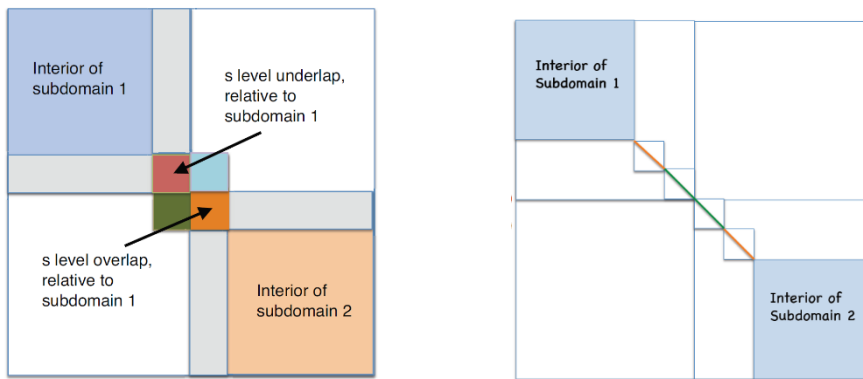 Interior of
subdomain 1
s level underlap,
relative to
subdomain 1
s level overlap,
relative to
subdomain 1
Interior of
subdomain 2
Interior of
Subdomain 1
Interior of
Subdomain 2